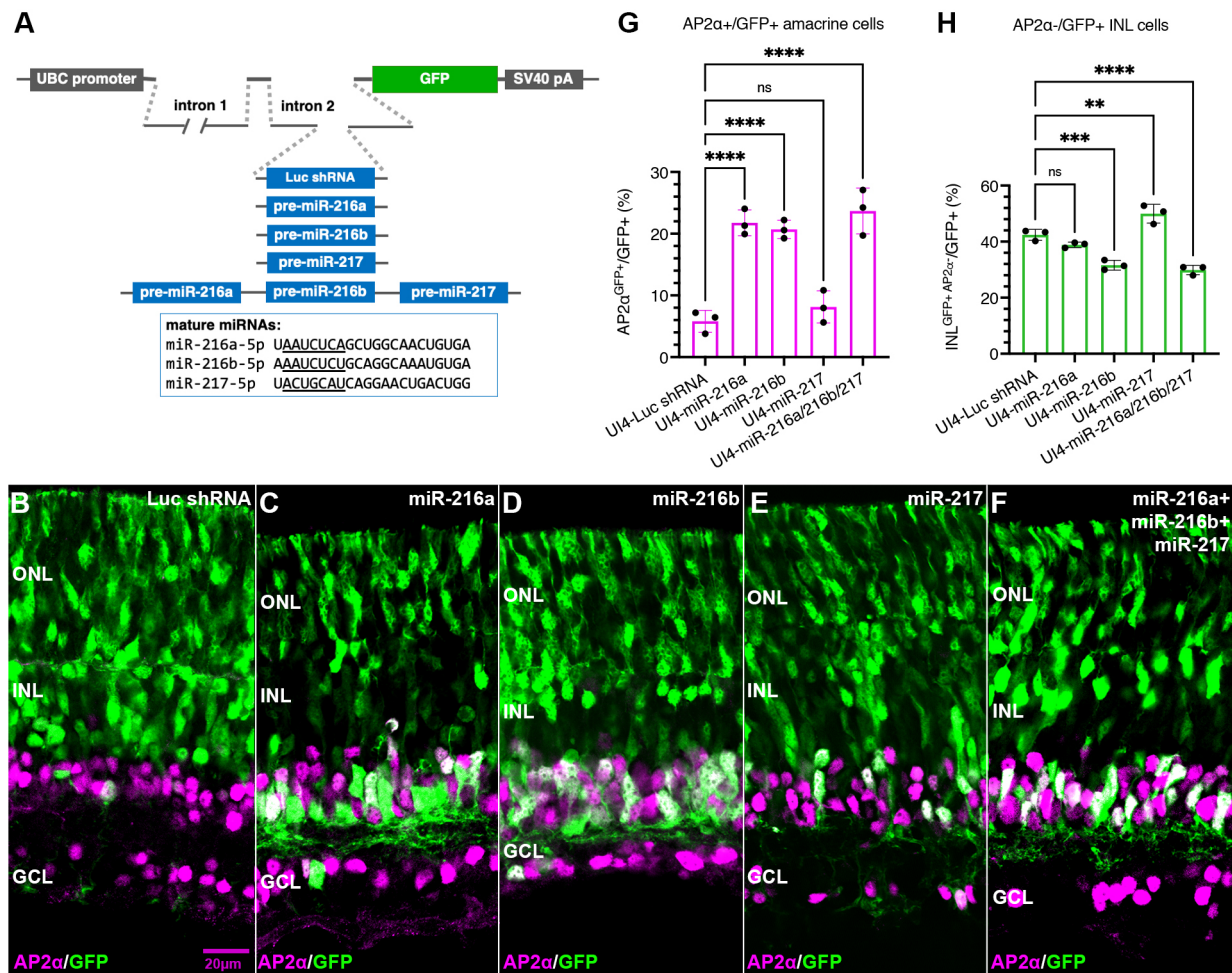 A
UBC promoter
GFP
SV40 pA
intron 1
intron 2
Luc shRNA
pre-miR-216a
pre-miR-216b
pre-miR-217
pre-miR-216a
pre-miR-216b
pre-miR-217
mature miRNAs:
miR-216a-5p UAAUCUCAGCUGGCAACUGUGA
miR-216b-5p AAAUCUCUGCAGGCAAAUGUGA
miR-217-5p UACUGCAUCAGGAACUGACUGG
G
AP2α+/GFP+ amacrine cells
****
ns
****
****
AP2αGFP+/GFP+ (%)
30
20
10
0
UI4-Luc shRNA
UI4-miR-216a
UI4-miR-216b
UI4-miR-217
UI4-miR-216a/216b/217
H
AP2α-/GFP+ INL cells
****
**
***
ns
INLGFP+ AP2α-/GFP+ (%)
60
40
20
0
UI4-Luc shRNA
UI4-miR-216a
UI4-miR-216b
UI4-miR-217
UI4-miR-216a/216b/217
B
Luc shRNA
ONL
INL
GCL
AP2α/GFP
20μm
C
miR-216a
ONL
INL
GCL
AP2α/GFP
D
miR-216b
ONL
INL
GCL
AP2α/GFP
E
miR-217
ONL
INL
GCL
AP2α/GFP
F
miR-216a+
miR-216b+
miR-217
ONL
INL
GCL
AP2α/GFP